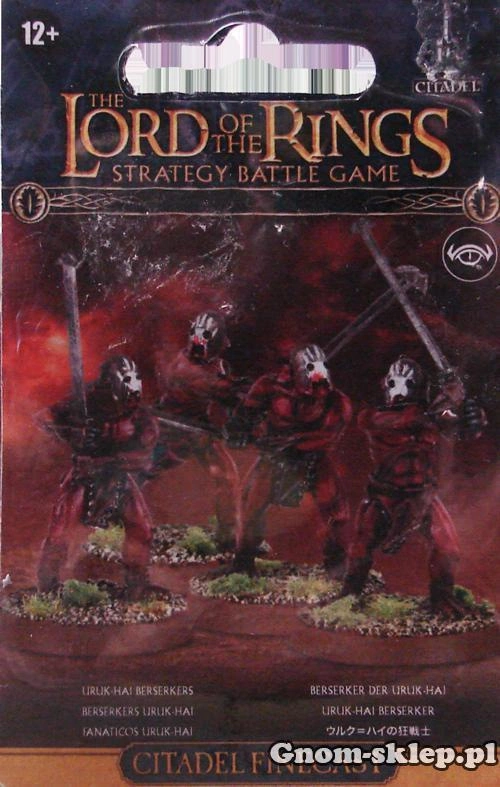 12+
CITADEL
THE
LORD OF THE RINGS
STRATEGY BATTLE GAME
URUK-HAI BERSERKERS
BERSERKERS URUK-HAI
FANATICOS URUK-HAI
BERSERKER DER URUK-HAI
URUK-HAI BERSERKER
ウルク=ハイの狂戦士
CITADEL FINECAST
Gnom-sklep.pl